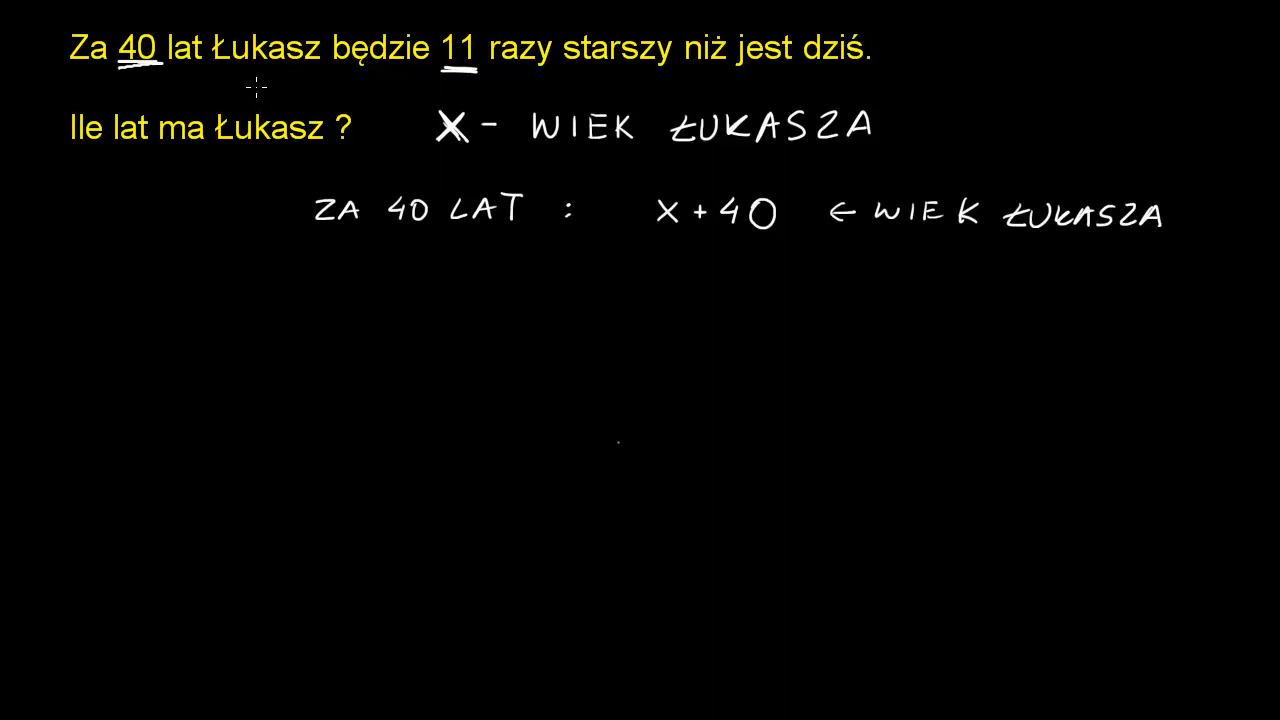 Za 40 lat Łukasz będzie 11 razy starszy niż jest dziś.
Ile lat ma Łukasz ? X - WIEK ŁUKASZA
ZA 40 LAT : X + 40 ← WIEK ŁUKASZA